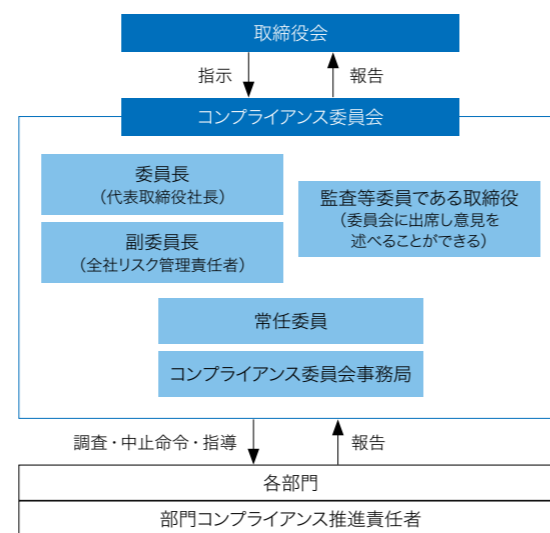 取締役会
指示
報告
コンプライアンス委員会
委員長
（代表取締役社長）
副委員長
（全社リスク管理責任者）
監査等委員である取締役
（委員会に出席し意見を
述べることができる）
常任委員
コンプライアンス委員会事務局
調査・中止命令・指導
報告
各部門
部門コンプライアンス推進責任者